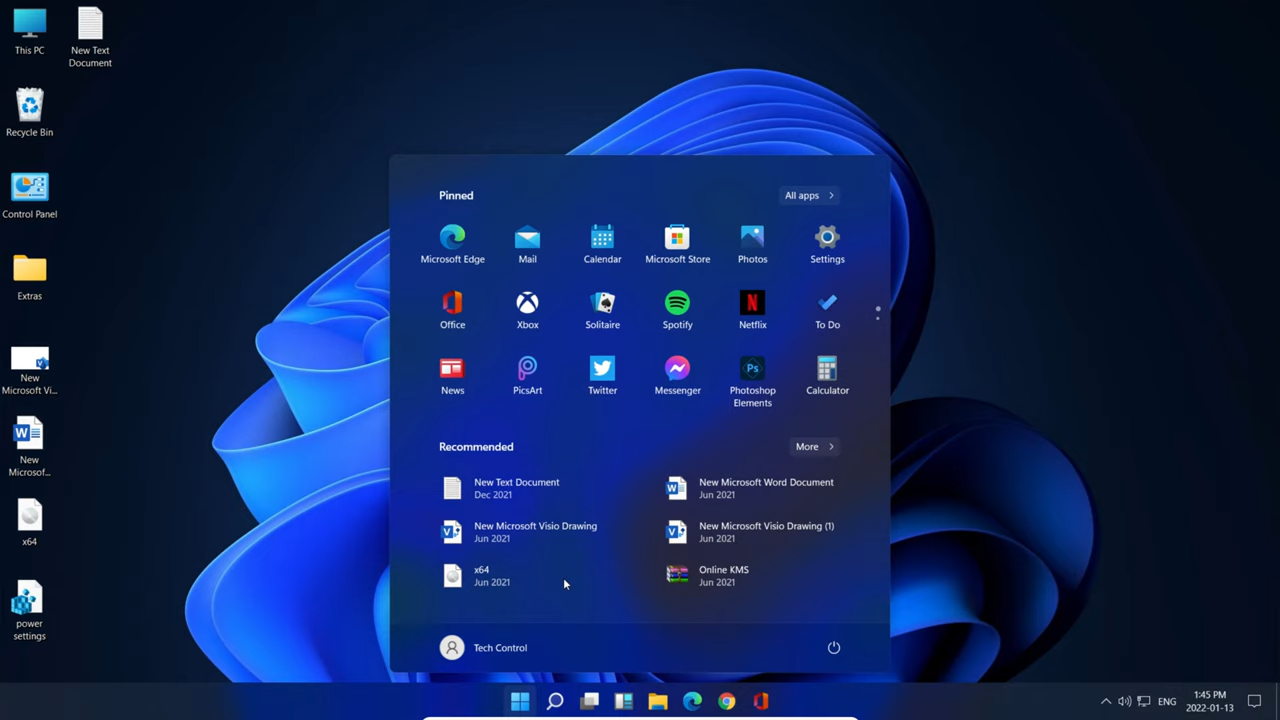 This PC
New Text
Document
Recycle Bin
Control Panel
Extras
New
Microsoft Vi...
New
Microsof...
x64
power
settings
Pinned
All apps
Microsoft Edge
Mail
Calendar
Microsoft Store
Photos
Settings
Office
Xbox
Solitaire
Spotify
Netflix
To Do
News
PicsArt
Twitter
Messenger
Photoshop
Elements
Calculator
Recommended
More
New Text Document
Dec 2021
New Microsoft Word Document
Jun 2021
New Microsoft Visio Drawing
Jun 2021
New Microsoft Visio Drawing (1)
Jun 2021
x64
Jun 2021
Online KMS
Jun 2021
Tech Control
ENG
1:45 PM
2022-01-13